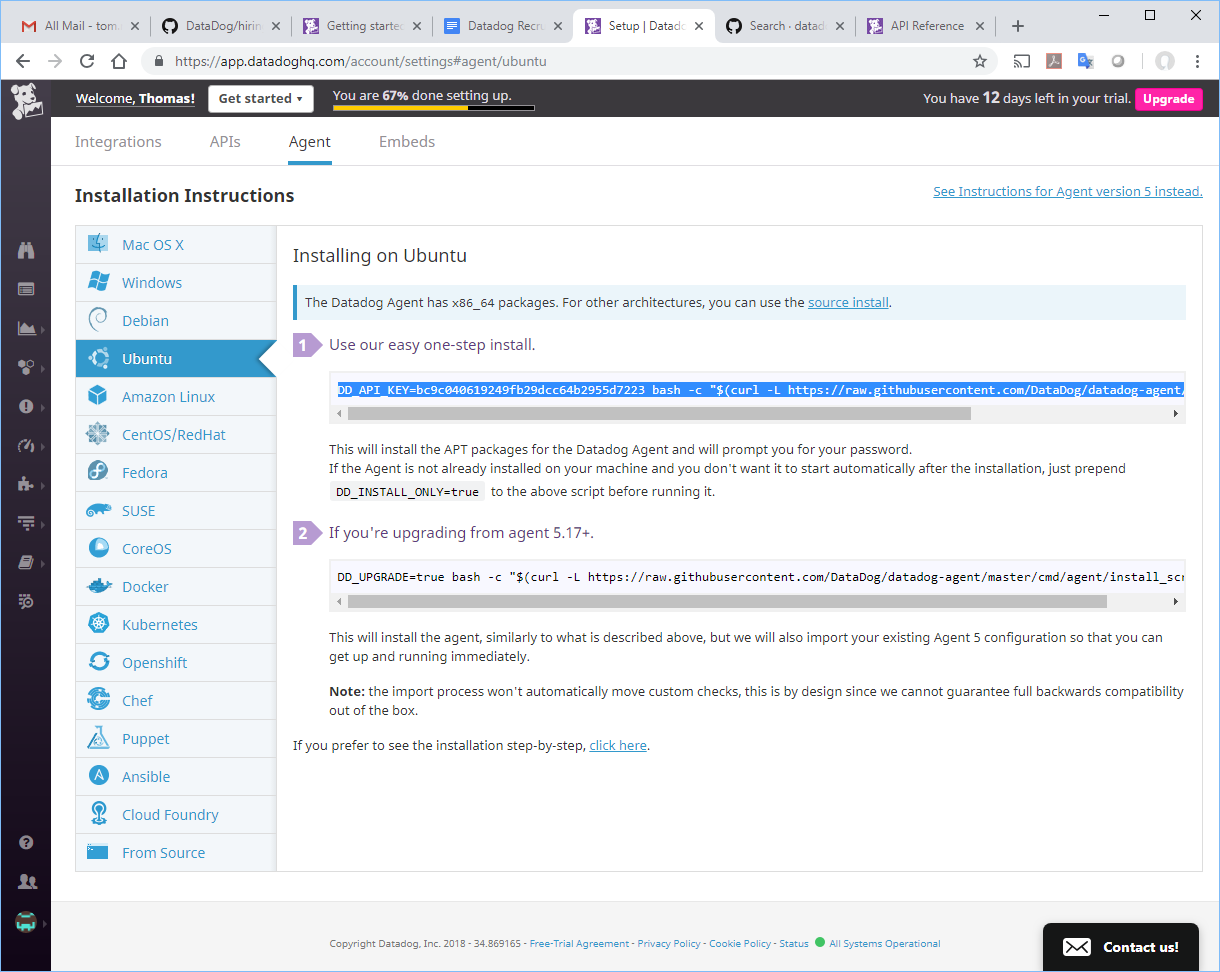 All Mail - tom.
DataDog/hirin
Getting started
Datadog Recru
Setup | Datado
Search · datad
API Reference
https://app.datadoghq.com/account/settings#agent/ubuntu
Welcome, Thomas!
Get started
You are 67% done setting up.
You have 12 days left in your trial.
Upgrade
Integrations
APIs
Agent
Embeds
Installation Instructions
See Instructions for Agent version 5 instead.
Mac OS X
Windows
Debian
Ubuntu
Amazon Linux
CentOS/RedHat
Fedora
SUSE
CoreOS
Docker
Kubernetes
Openshift
Chef
Puppet
Ansible
Cloud Foundry
From Source
Installing on Ubuntu
The Datadog Agent has x86_64 packages. For other architectures, you can use the source install.
1 Use our easy one-step install.
DD_API_KEY=bc9c040619249fb29dcc64b2955d7223 bash -c "$(curl -L https://raw.githubusercontent.com/DataDog/datadog-agent/
This will install the APT packages for the Datadog Agent and will prompt you for your password.
If the Agent is not already installed on your machine and you don't want it to start automatically after the installation, just prepend
DD_INSTALL_ONLY=true to the above script before running it.
2 If you're upgrading from agent 5.17+.
DD_UPGRADE=true bash -c "$(curl -L https://raw.githubusercontent.com/DataDog/datadog-agent/master/cmd/agent/install_scr
This will install the agent, similarly to what is described above, but we will also import your existing Agent 5 configuration so that you can
get up and running immediately.
Note: the import process won't automatically move custom checks, this is by design since we cannot guarantee full backwards compatibility
out of the box.
If you prefer to see the installation step-by-step, click here.
Copyright Datadog, Inc. 2018 - 34.869165 - Free-Trial Agreement - Privacy Policy - Cookie Policy - Status All Systems Operational
Contact us!